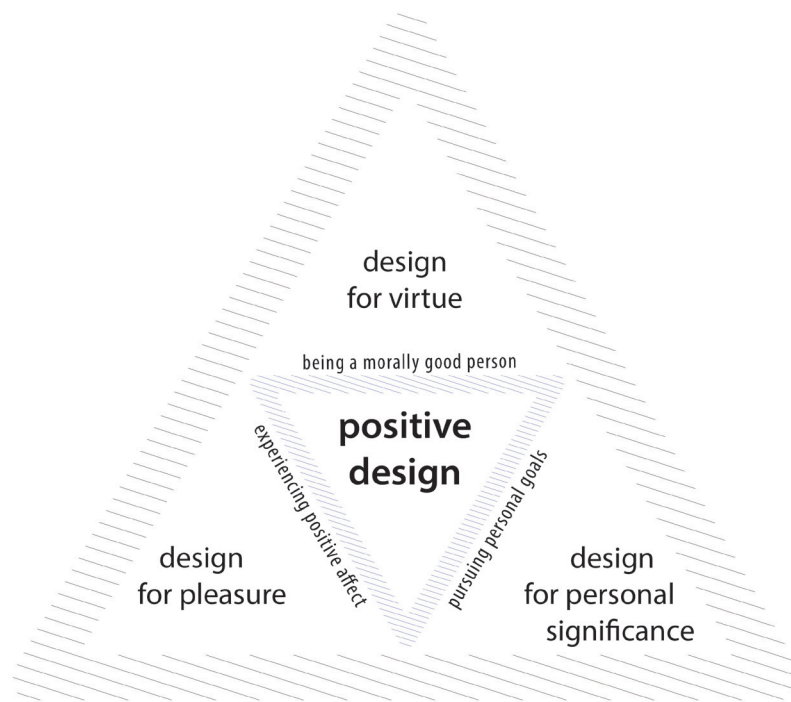 design
for virtue
being a morally good person
positive
design
experiencing positive affect
pursuing personal goals
design
for pleasure
design
for personal
significance